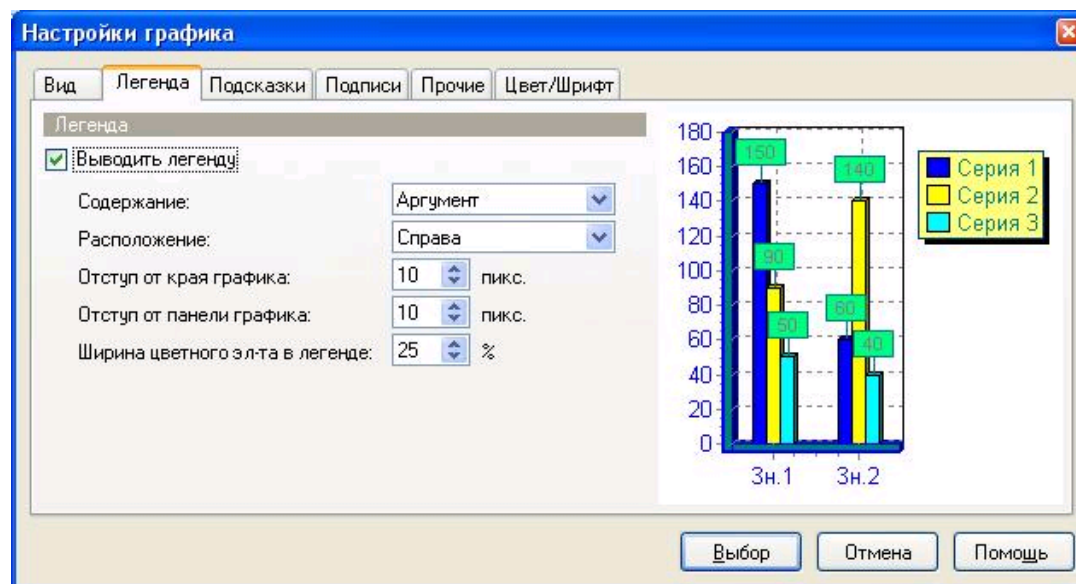 Настройки графика
Вид Легенда Подсказки Подписи Прочие Цвет/Шрифт
Легенда
Выводить легенду
Содержание: Аргумент
Расположение: Справа
Отступ от края графика: 10 пикс.
Отступ от панели графика: 10 пикс.
Ширина цветного эл-та в легенде: 25 %
180
160
140
120
100
80
60
40
20
0
150
140
90
60
50
40
Зн.1 Зн.2
Серия 1
Серия 2
Серия 3
Выбор Отмена Помощь